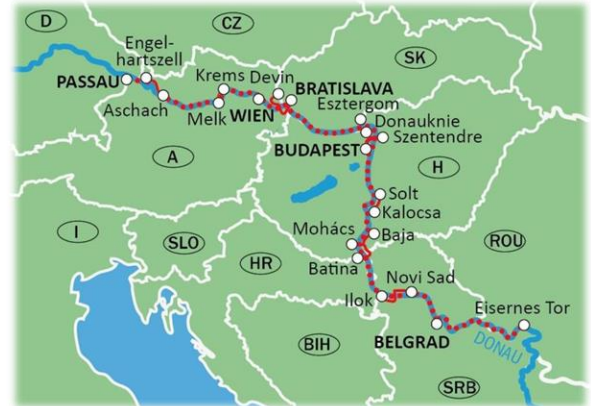 D
CZ
Engel-
hartszell
PASSAU
Aschach
Krems
Devin
Melk
WIEN
BRATISLAVA
SK
Esztergom
Donauknie
Szentendre
BUDAPEST
A
H
Solt
Kalocsa
Mohács
Baja
Batina
I
SLO
HR
ROU
Ilok
Novi Sad
Eisernes Tor
BELGRAD
DONAU
BIH
SRB